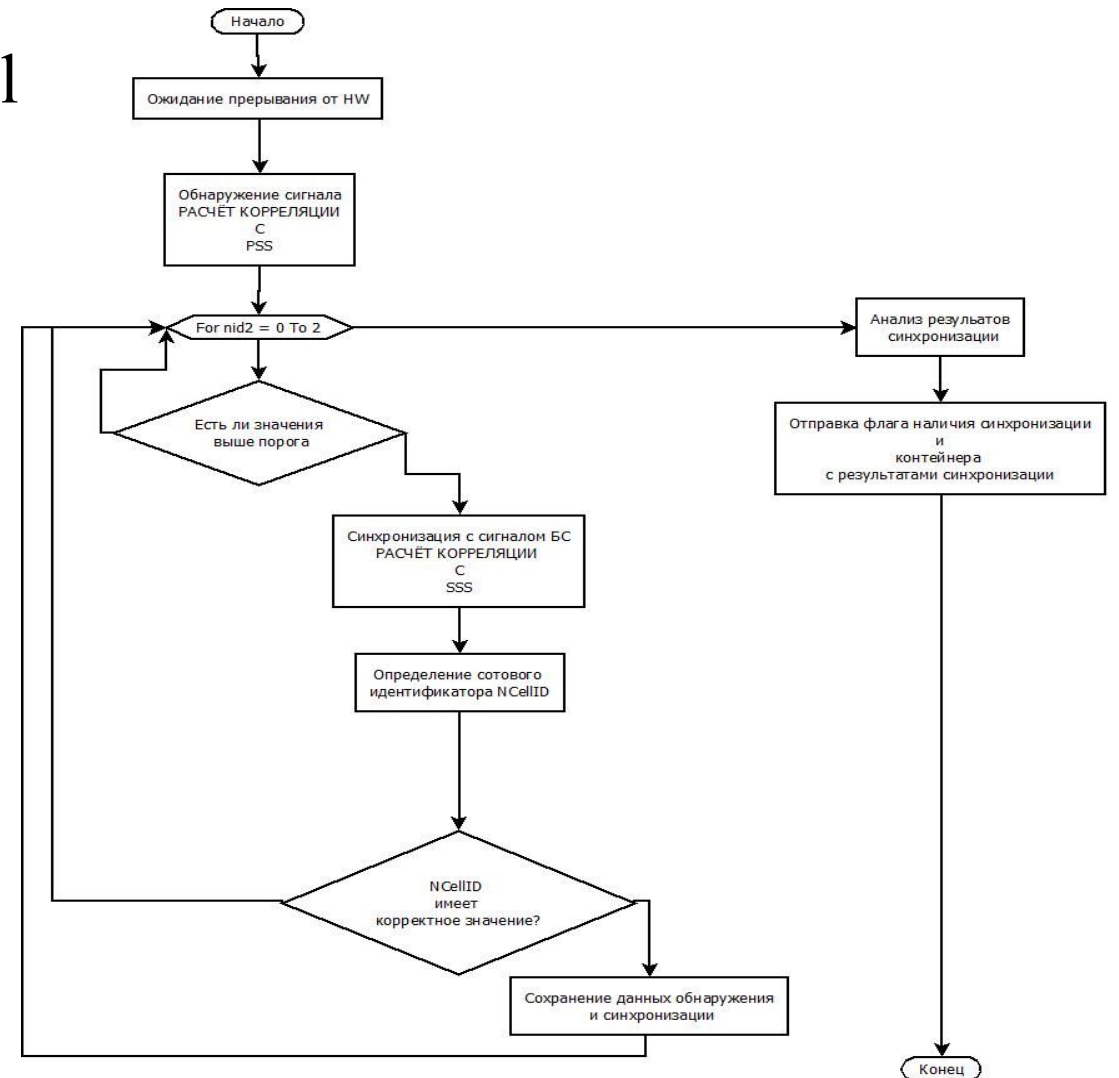 1
Начало
Ожидание прерывания от HW
Обнаружение сигнала
РАСЧЁТ КОРРЕЛЯЦИИ
С
PSS
For nid2 = 0 To 2
Анализ резульатов
синхронизации
Есть ли значения
выше порога
Отправка флага наличия синхронизации
и
контейнера
с результатами синхронизации
Синхронизация с сигналом БС
РАСЧЁТ КОРРЕЛЯЦИИ
С
SSS
Определение сотового
идентификатора NCellID
NCellID
имеет
корректное значение?
Сохранение данных обнаружения
и синхронизации
Конец